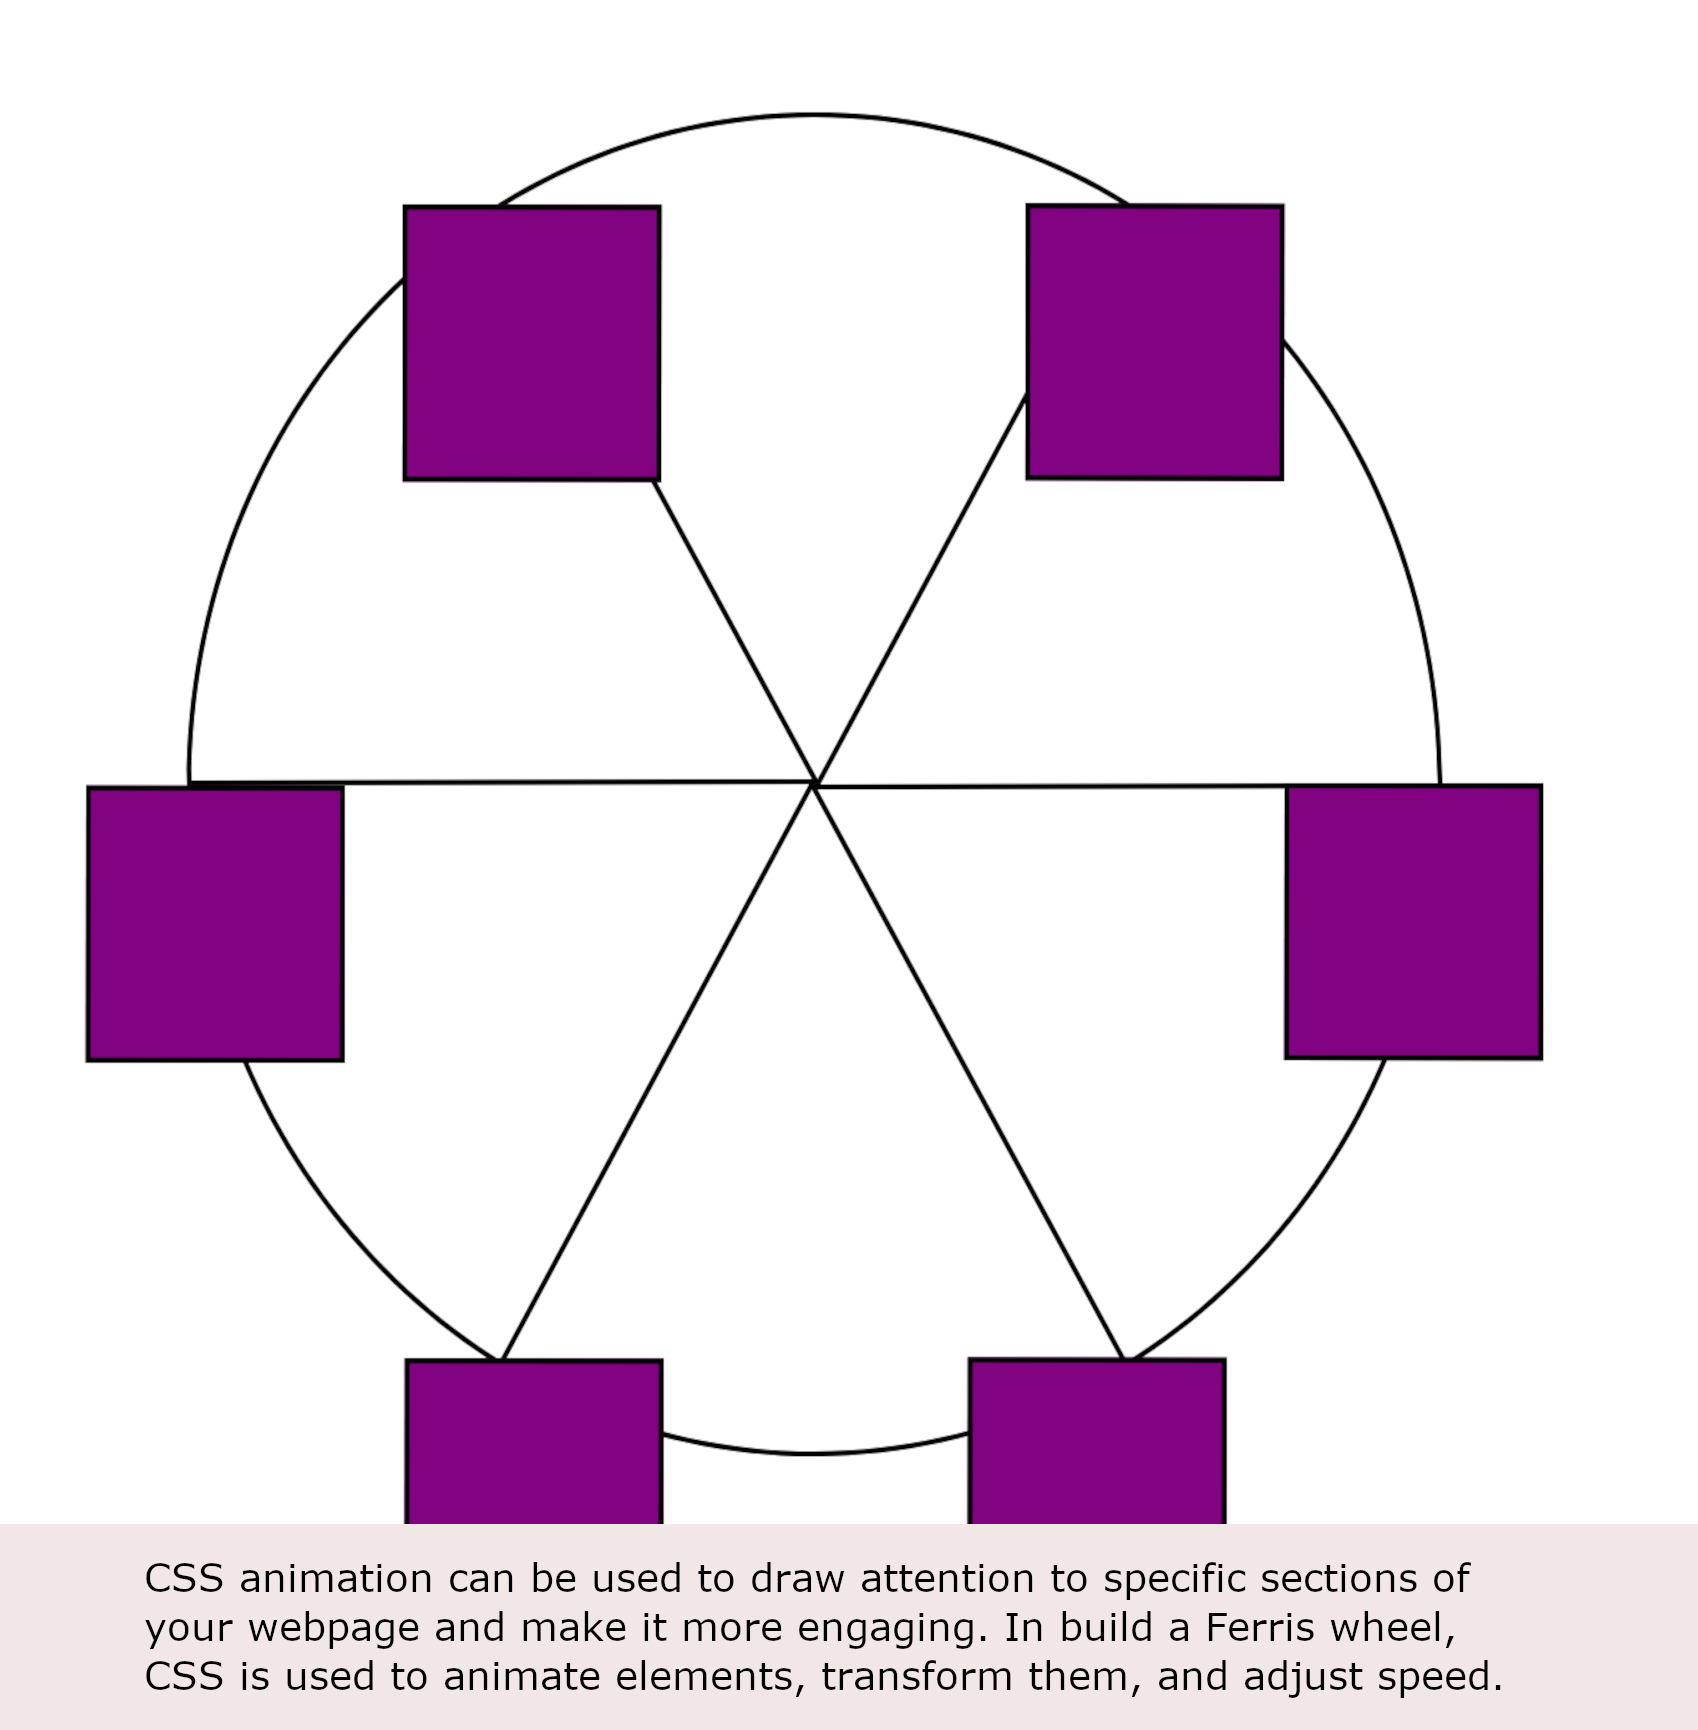 CSS animation can be used to draw attention to specific sections of
your webpage and make it more engaging. In build a Ferris wheel,
CSS is used to animate elements, transform them, and adjust speed.